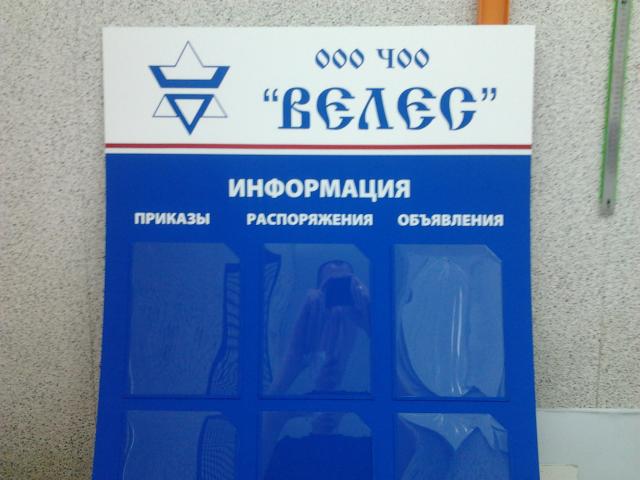 ООО ЧОО
"ВЕЛЕС"
ИНФОРМАЦИЯ
ПРИКАЗЫ РАСПОРЯЖЕНИЯ ОБЪЯВЛЕНИЯ